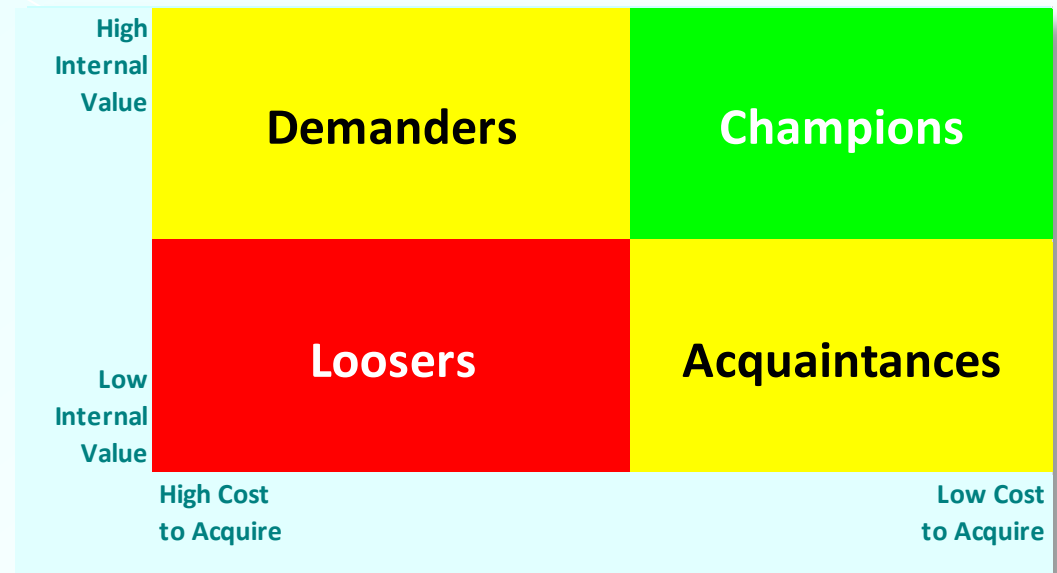 High
Internal
Value
Demanders
Champions
Loosers
Acquaintances
Low
Internal
Value
High Cost
to Acquire
Low Cost
to Acquire